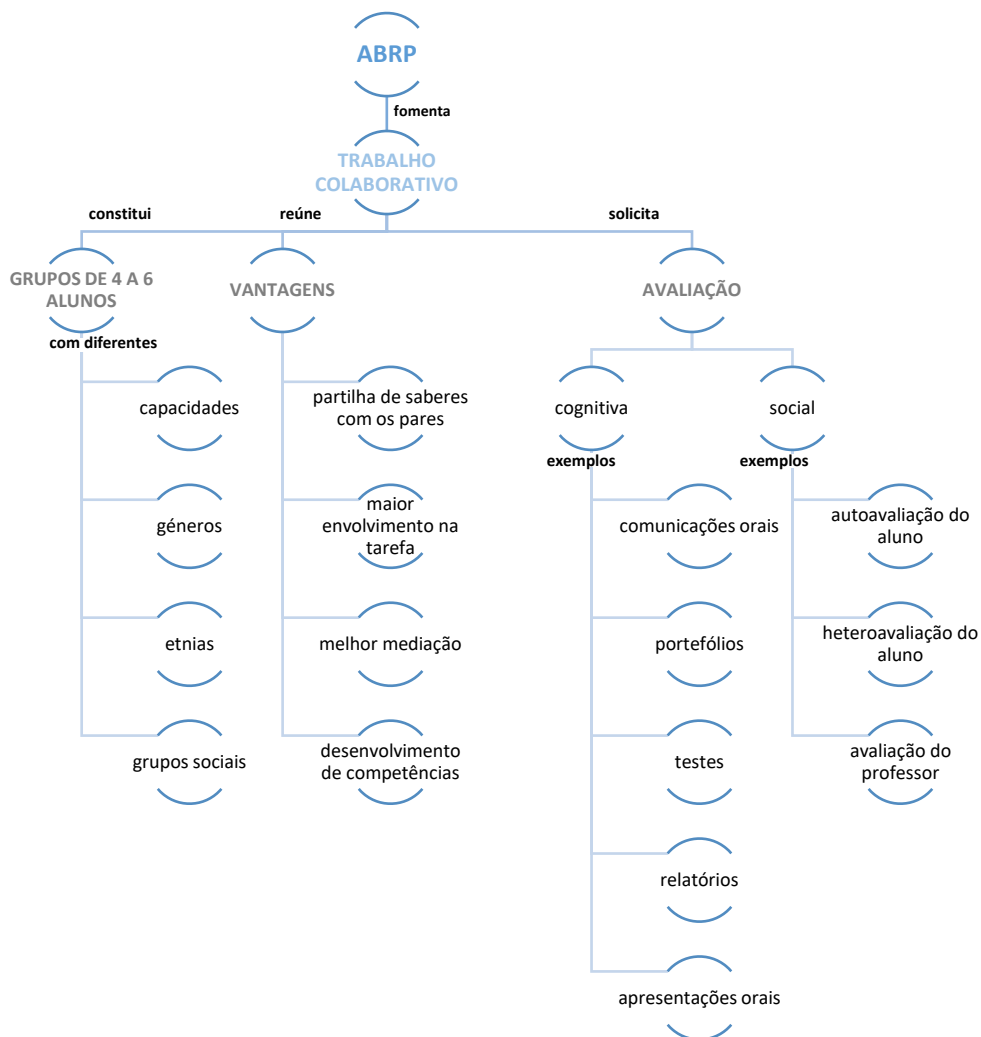 ABRP
fomenta
TRABALHO
COLABORATIVO
constitui
reúne
solicita
GRUPOS DE 4 A 6
ALUNOS
VANTAGENS
AVALIAÇÃO
com diferentes
capacidades
géneros
etnias
grupos sociais
partilha de saberes
com os pares
maior
envolvimento na
tarefa
melhor mediação
desenvolvimento
de competências
cognitiva
exemplos
comunicações orais
portefólios
testes
relatórios
apresentações orais
social
exemplos
autoavaliação do
aluno
heteroavaliação do
aluno
avaliação do
professor